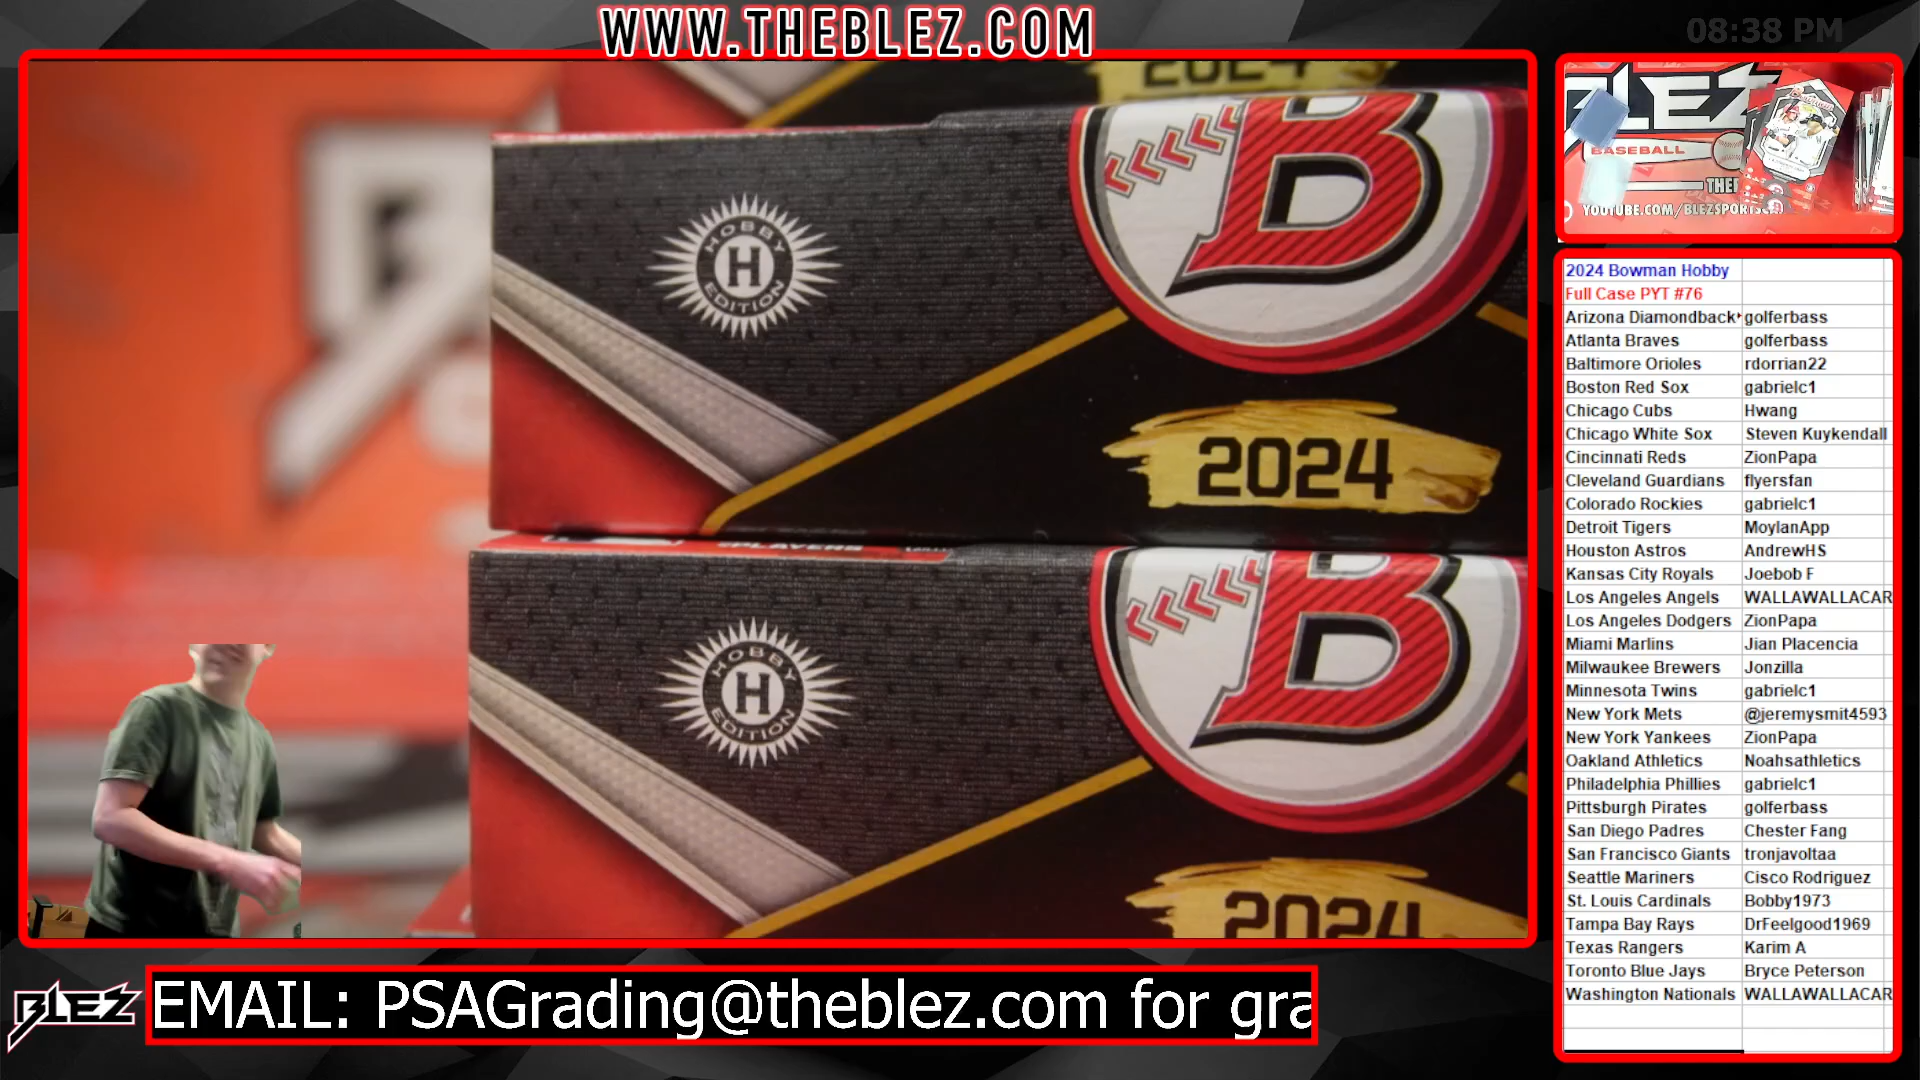 WWW.THEBLEZ.COM
08:38 PM
2024
HOBBY
H
EDITION
B
2024
PLAYERS
HOBBY
H
EDITION
B
2024
BLEZ
BASEBALL
THE
YOUTUBE.COM/BLEZSPORTS
2024 Bowman Hobby
Full Case PYT #76
Arizona Diamondback golferbass
Atlanta Braves golferbass
Baltimore Orioles rdorrian22
Boston Red Sox gabrielc1
Chicago Cubs Hwang
Chicago White Sox Steven Kuykendall
Cincinnati Reds ZionPapa
Cleveland Guardians flyersfan
Colorado Rockies gabrielc1
Detroit Tigers MoylanApp
Houston Astros AndrewHS
Kansas City Royals Joebob F
Los Angeles Angels WALLAWALLACAR
Los Angeles Dodgers ZionPapa
Miami Marlins Jian Placencia
Milwaukee Brewers Jonzilla
Minnesota Twins gabrielc1
New York Mets @jeremysmit4593
New York Yankees ZionPapa
Oakland Athletics Noahsathletics
Philadelphia Phillies gabrielc1
Pittsburgh Pirates golferbass
San Diego Padres Chester Fang
San Francisco Giants tronjavoltaa
Seattle Mariners Cisco Rodriguez
St. Louis Cardinals Bobby1973
Tampa Bay Rays DrFeelgood1969
Texas Rangers Karim A
Toronto Blue Jays Bryce Peterson
Washington Nationals WALLAWALLACAR
BLEZ
EMAIL: PSAGrading@theblez.com for gra